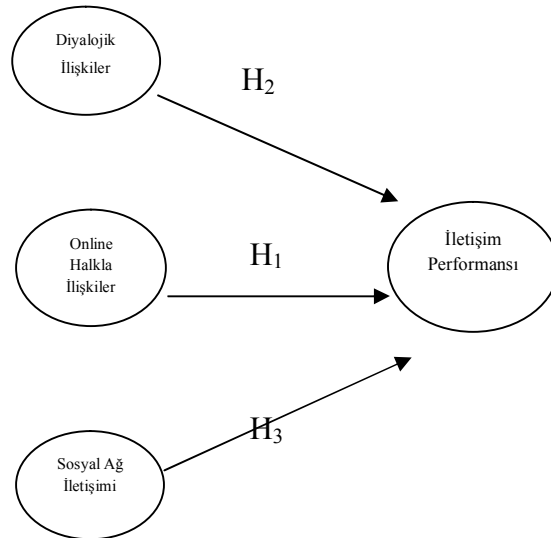 Diyalojik
İlişkiler
H₂
Online
Halkla
İlişkiler
H₁
İletişim
Performansı
H₃
Sosyal Ağ
İletişimi